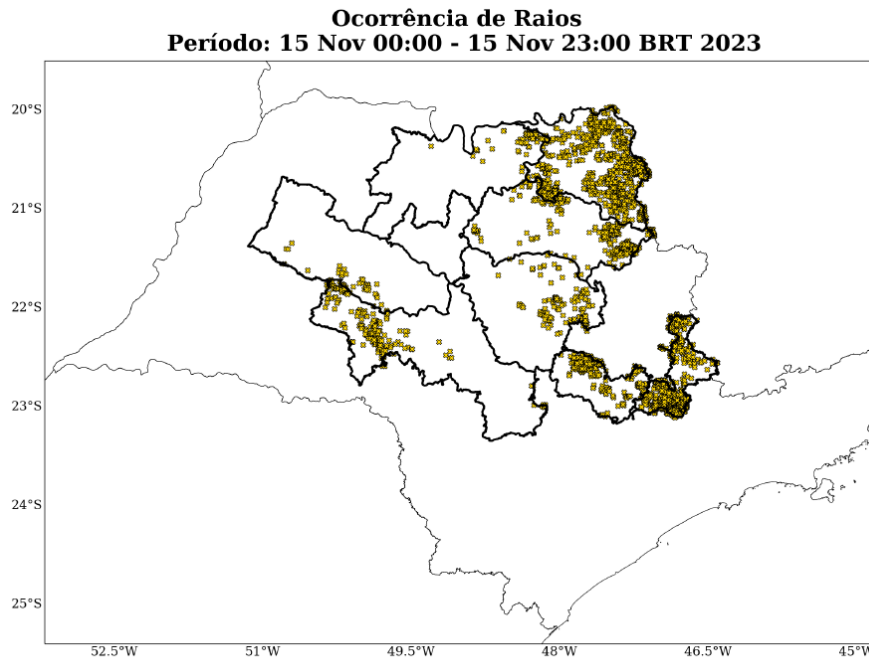 Ocorrência de Raios
Período: 15 Nov 00:00 - 15 Nov 23:00 BRT 2023
20°S
21°S
22°S
23°S
24°S
25°S
52.5°W 51°W 49.5°W 48°W 46.5°W 45°W